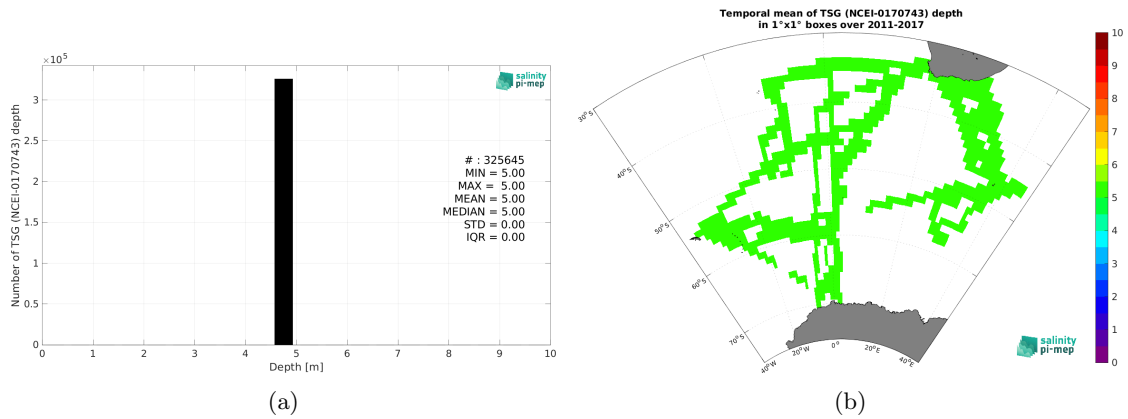 ×10⁵
3
2.5
2
1.5
1
0.5
0
Number of TSG (NCEI-0170743) depth
0 1 2 3 4 5 6 7 8 9 10
Depth [m]
salinity
pi-mep
# : 325645
MIN = 5.00
MAX = 5.00
MEAN = 5.00
MEDIAN = 5.00
STD = 0.00
IQR = 0.00
(a)
Temporal mean of TSG (NCEI-0170743) depth
in 1°x1° boxes over 2011-2017
30°S
40°S
50°S
60°S
70°S
40°W
20°W
0°
20°E
40°E
10
9
8
7
6
5
4
3
2
1
0
salinity
pi-mep
(b)